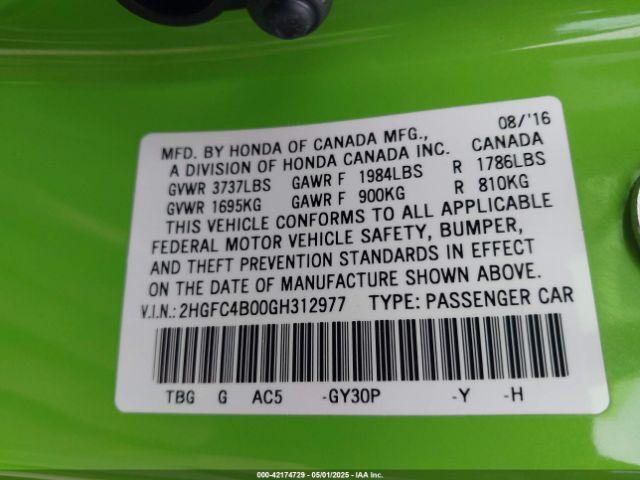 08/'16
MFD. BY HONDA OF CANADA MFG., CANADA
A DIVISION OF HONDA CANADA INC.
GVWR 3737LBS GAWR F 1984LBS R 1786LBS
GVWR 1695KG GAWR F 900KG R 810KG
THIS VEHICLE CONFORMS TO ALL APPLICABLE
FEDERAL MOTOR VEHICLE SAFETY, BUMPER,
AND THEFT PREVENTION STANDARDS IN EFFECT
ON THE DATE OF MANUFACTURE SHOWN ABOVE.
V.I.N.: 2HGFC4B00GH312977 TYPE: PASSENGER CAR
TBG G AC5 -GY30P -Y -H
000-42174729 - 05/01/2025 - IAA Inc.